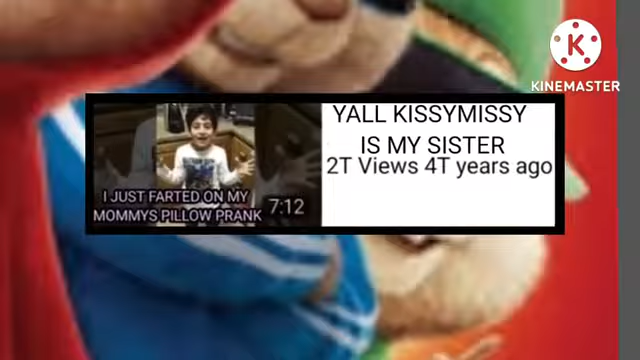 KINEMASTER
YALL KISSYMISSY
IS MY SISTER
2T Views 4T years ago
I JUST FARTED ON MY
MOMMYS PILLOW PRANK
7:12